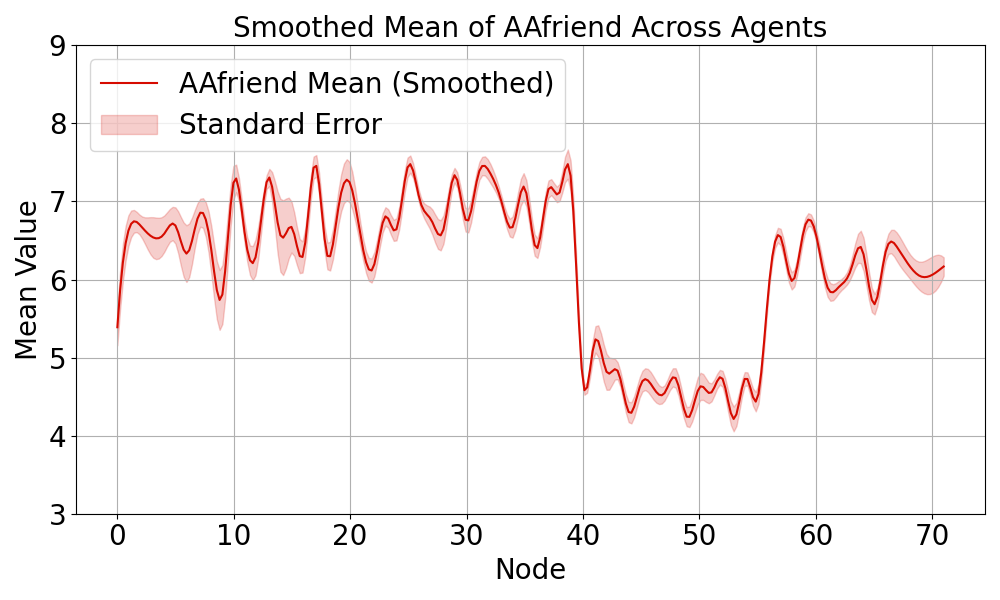 Smoothed Mean of AAfriend Across Agents
AAfriend Mean (Smoothed)
Standard Error
Mean Value
9
8
7
6
5
4
3
0 10 20 30 40 50 60 70
Node